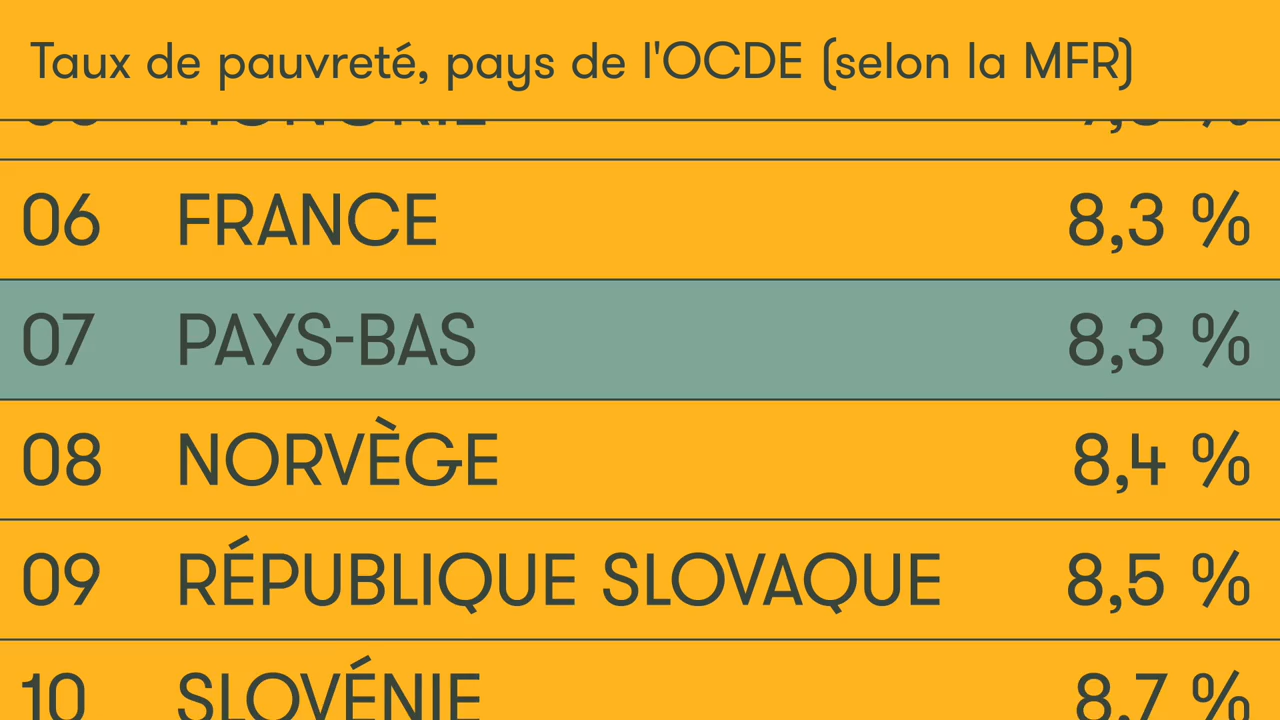 Taux de pauvreté, pays de l'OCDE (selon la MFR)
06 FRANCE 8,3 %
07 PAYS-BAS 8,3 %
08 NORVÈGE 8,4 %
09 RÉPUBLIQUE SLOVAQUE 8,5 %
10 SLOVÉNIE 8,7 %